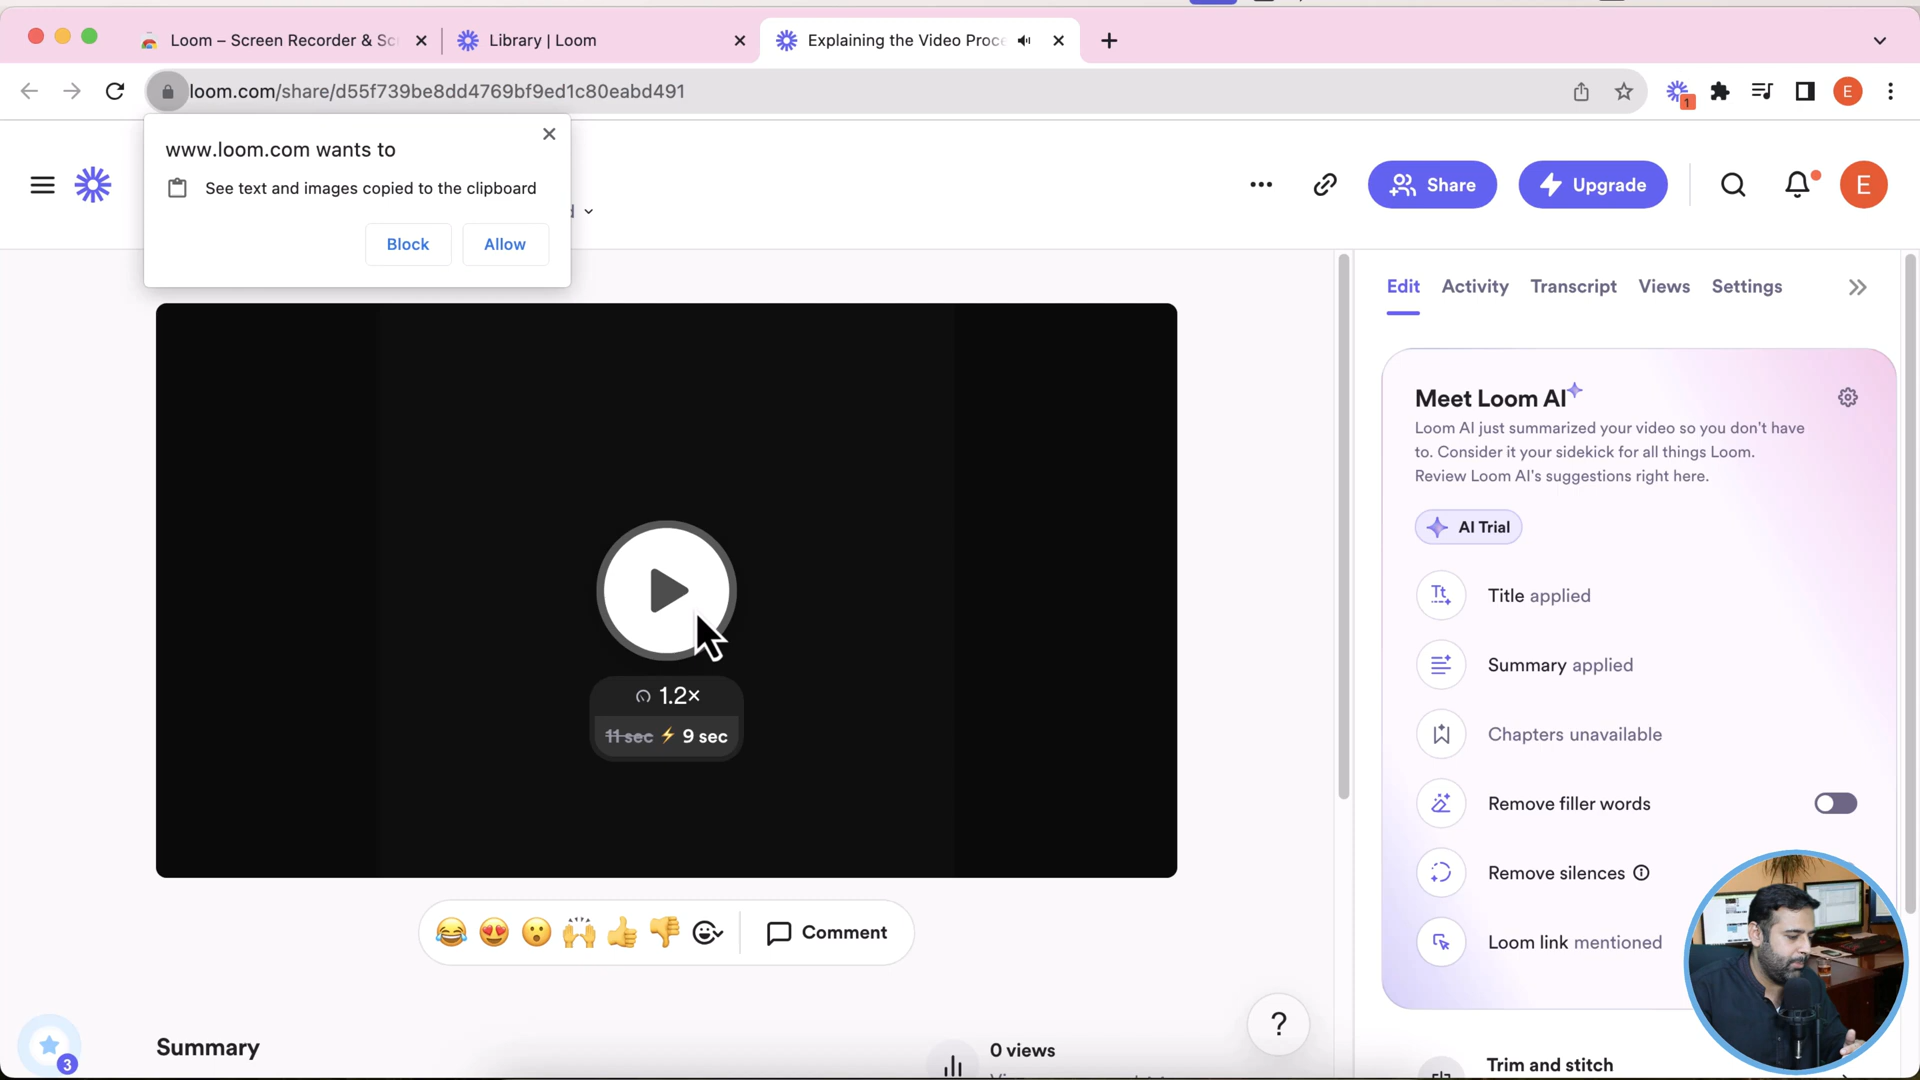 Loom – Screen Recorder & Sc
Library | Loom
Explaining the Video Proce
loom.com/share/d55f739be8dd4769bf9ed1c80eabd491
1
E
www.loom.com wants to
See text and images copied to the clipboard
Block
Allow
Share
Upgrade
E
Edit
Activity
Transcript
Views
Settings
Meet Loom AI
Loom AI just summarized your video so you don't have
to. Consider it your sidekick for all things Loom.
Review Loom AI's suggestions right here.
AI Trial
Title applied
Summary applied
Chapters unavailable
Remove filler words
Remove silences
Loom link mentioned
Trim and stitch
1.2×
11 sec ⚡ 9 sec
Comment
?
Summary
0 views
3